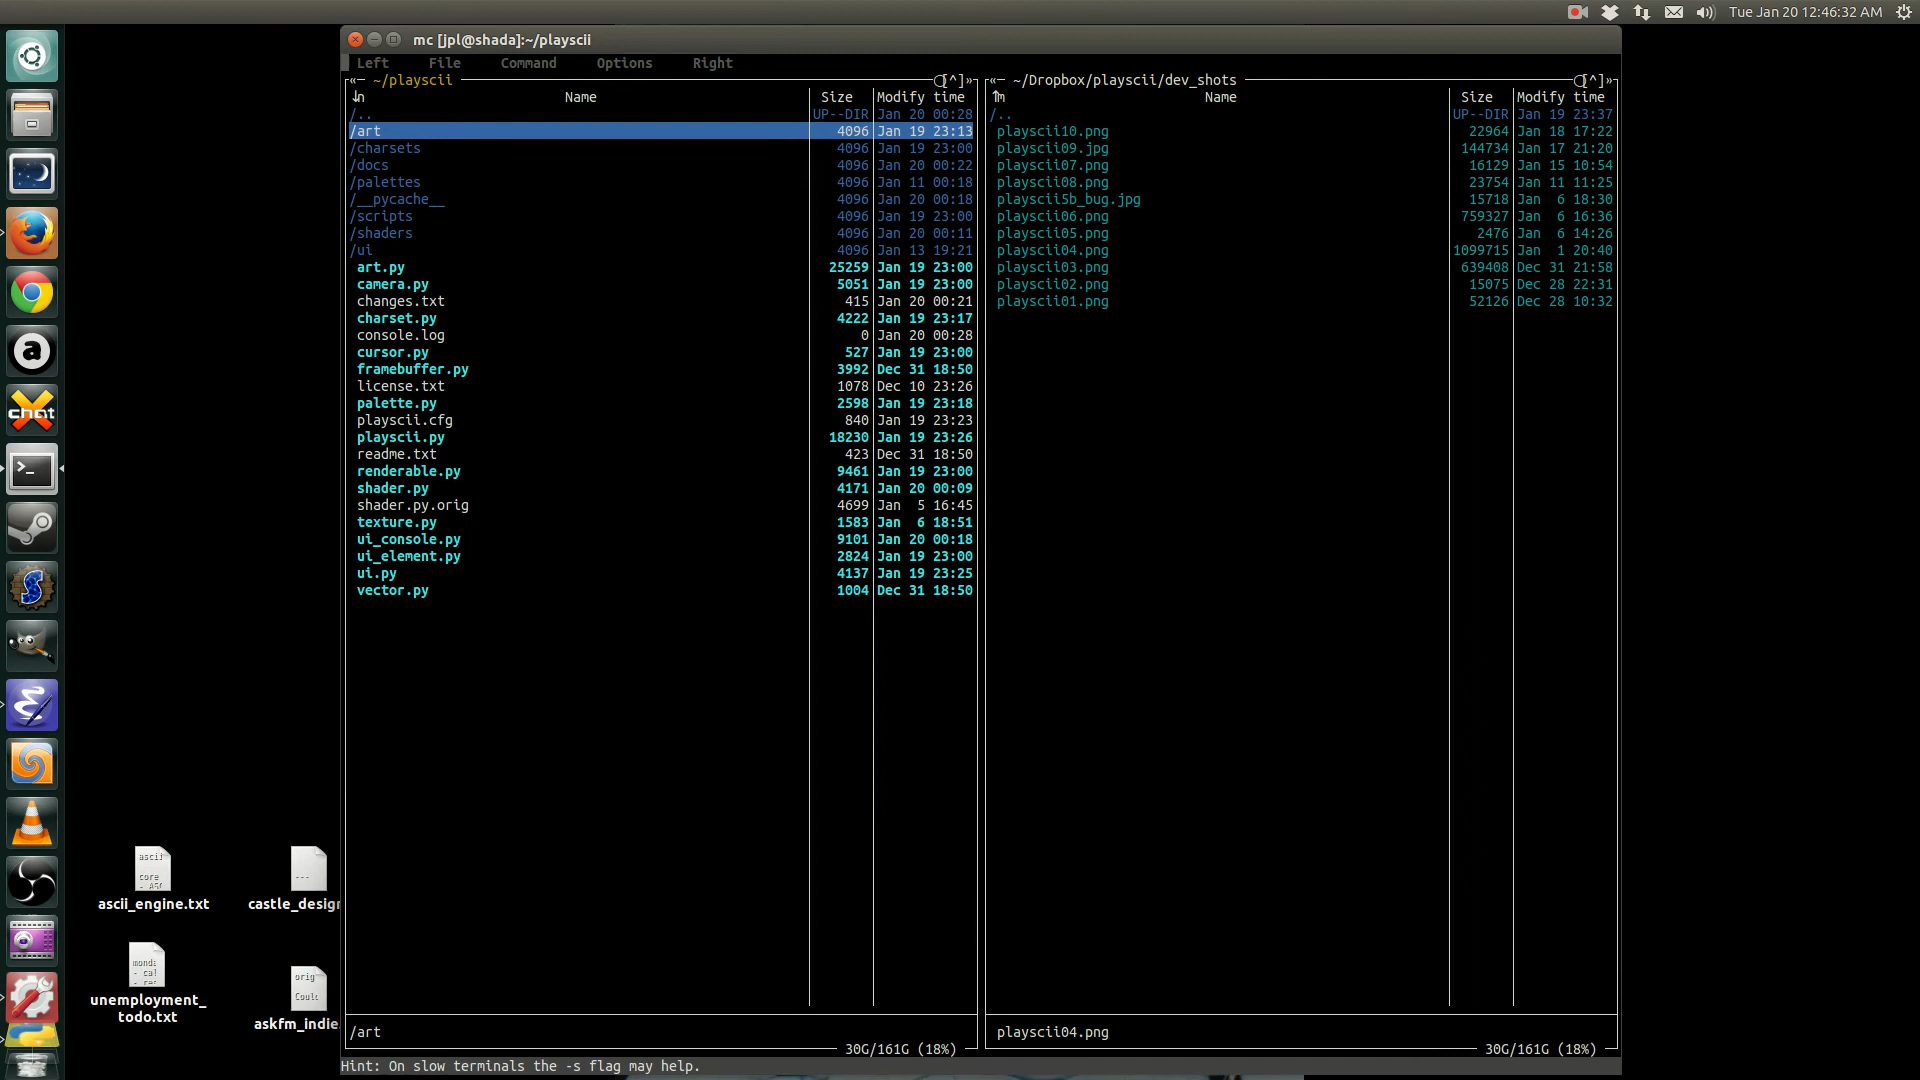 Tue Jan 20 12:46:32 AM
mc [jpl@shada]:~/playscii
Left File Command Options Right
«─ ~/playscii [^]»
Name Size Modify time
/.. UP--DIR Jan 20 00:28
/art 4096 Jan 19 23:13
/charsets 4096 Jan 19 23:00
/docs 4096 Jan 20 00:22
/palettes 4096 Jan 11 00:18
/__pycache__ 4096 Jan 20 00:18
/scripts 4096 Jan 19 23:00
/shaders 4096 Jan 20 00:11
/ui 4096 Jan 13 19:21
art.py 25259 Jan 19 23:00
camera.py 5051 Jan 19 23:00
changes.txt 415 Jan 20 00:21
charset.py 4222 Jan 19 23:17
console.log 0 Jan 20 00:28
cursor.py 527 Jan 19 23:00
framebuffer.py 3992 Dec 31 18:50
license.txt 1078 Dec 10 23:26
palette.py 2598 Jan 19 23:18
playscii.cfg 840 Jan 19 23:23
playscii.py 18230 Jan 19 23:26
readme.txt 423 Dec 31 18:50
renderable.py 9461 Jan 19 23:00
shader.py 4171 Jan 20 00:09
shader.py.orig 4699 Jan 5 16:45
texture.py 1583 Jan 6 18:51
ui_console.py 9101 Jan 20 00:18
ui_element.py 2824 Jan 19 23:00
ui.py 4137 Jan 19 23:25
vector.py 1004 Dec 31 18:50
/art
30G/161G (18%)
«─ ~/Dropbox/playscii/dev_shots [^]»
Name Size Modify time
/.. UP--DIR Jan 19 23:37
playscii10.png 22964 Jan 18 17:22
playscii09.jpg 144734 Jan 17 21:20
playscii07.png 16129 Jan 15 10:54
playscii08.png 23754 Jan 11 11:25
playscii5b_bug.jpg 15718 Jan 6 18:30
playscii06.png 759327 Jan 6 16:36
playscii05.png 2476 Jan 6 14:26
playscii04.png 1099715 Jan 1 20:40
playscii03.png 639408 Dec 31 21:58
playscii02.png 15075 Dec 28 22:31
playscii01.png 52126 Dec 28 10:32
playscii04.png
30G/161G (18%)
Hint: On slow terminals the -s flag may help.
a
chat
>_
ascii
core
ascii_engine.txt
---
castle_design
unemployment_
todo.txt
orig
askfm_indie